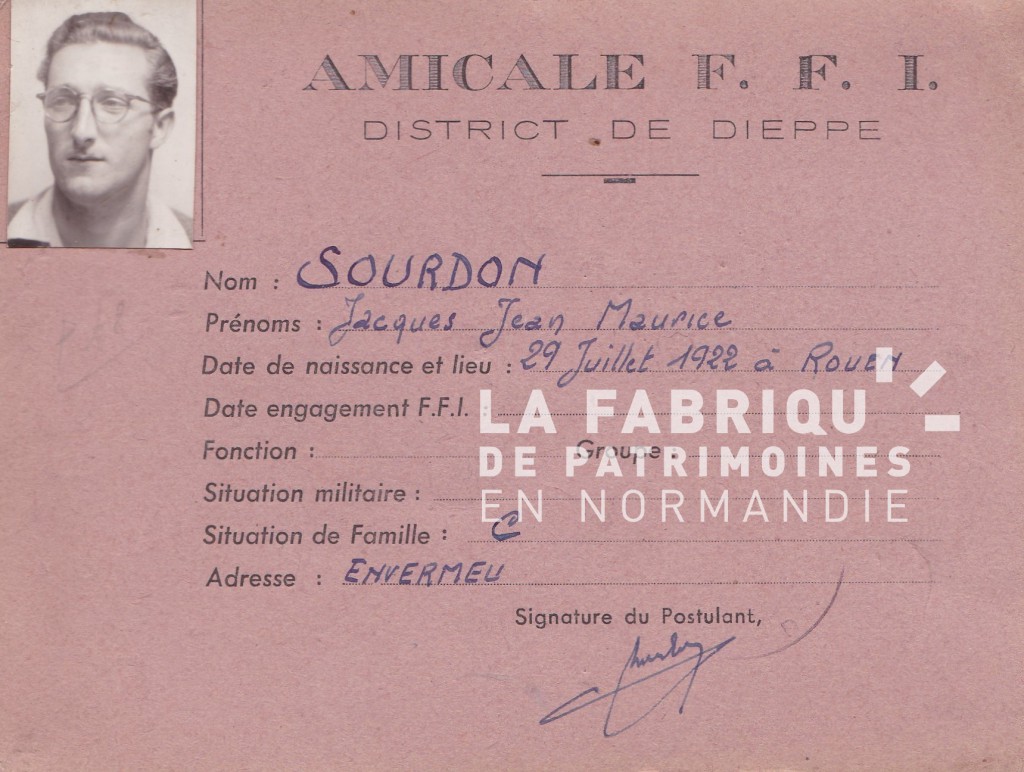 AMICALE F. F. I.
DISTRICT DE DIEPPE
Nom : SOURDON
Prénoms : Jacques Jean Maurice
Date de naissance et lieu : 29 Juillet 1922 à ROUEN
Date engagement F.F.I. :
Fonction : Groupe :
Situation militaire :
Situation de Famille : C
Adresse : ENVERMEU
Signature du Postulant,
LA FABRIQU
DE PATRIMOINES
EN NORMANDIE